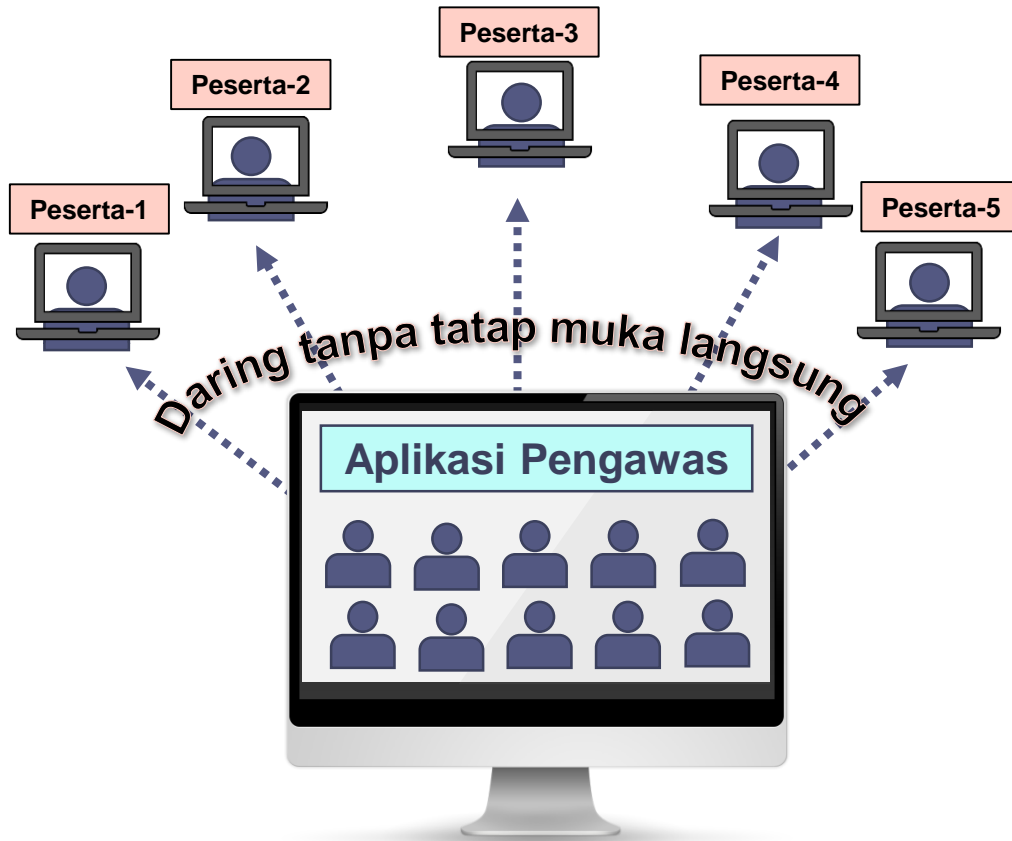 Peserta-3
Peserta-2
Peserta-4
Peserta-1
Peserta-5
Daring tanpa tatap muka langsung
Aplikasi Pengawas